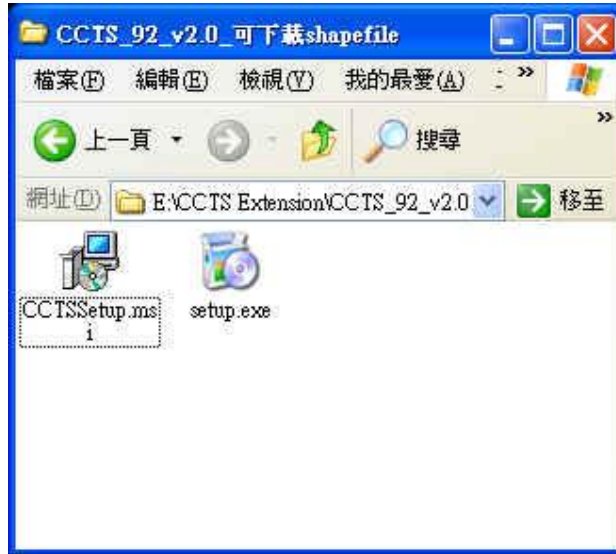 CCTS_92_v2.0_可下載shapefile
檔案(F) 編輯(E) 檢視(V) 我的最愛(A)
上一頁 搜尋
網址(D) E:\CCTS Extension\CCTS_92_v2.0 移至
CCTSSetup.ms
i
setup.exe